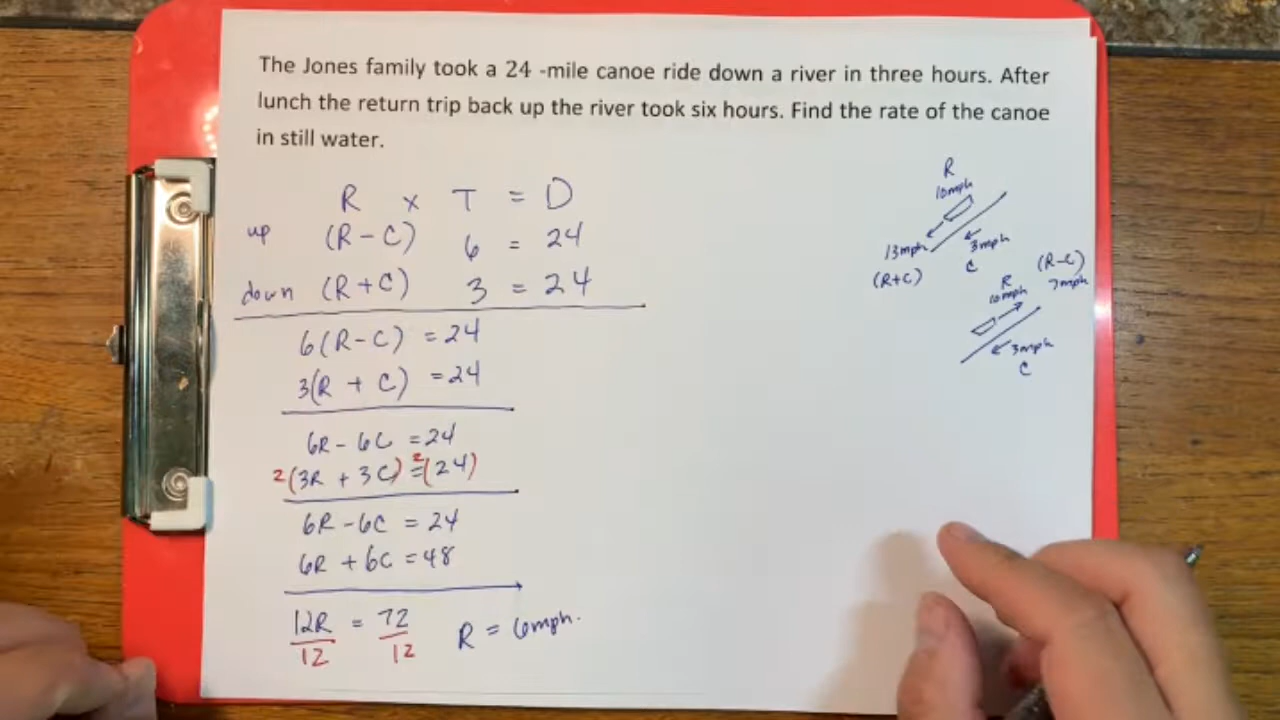 The Jones family took a 24 -mile canoe ride down a river in three hours. After
lunch the return trip back up the river took six hours. Find the rate of the canoe
in still water.
R x T = D
up (R-C) 6 = 24
down (R+C) 3 = 24
6(R-C) = 24
3(R + C) = 24
6R - 6C = 24
2(3R + 3C) = 2(24)
6R - 6C = 24
6R + 6C = 48
12R = 72
12 12
R = 6mph.
R
10mph
13mph 3mph
(R+C) C
(R-C)
R 7mph
10mph
3mph
C